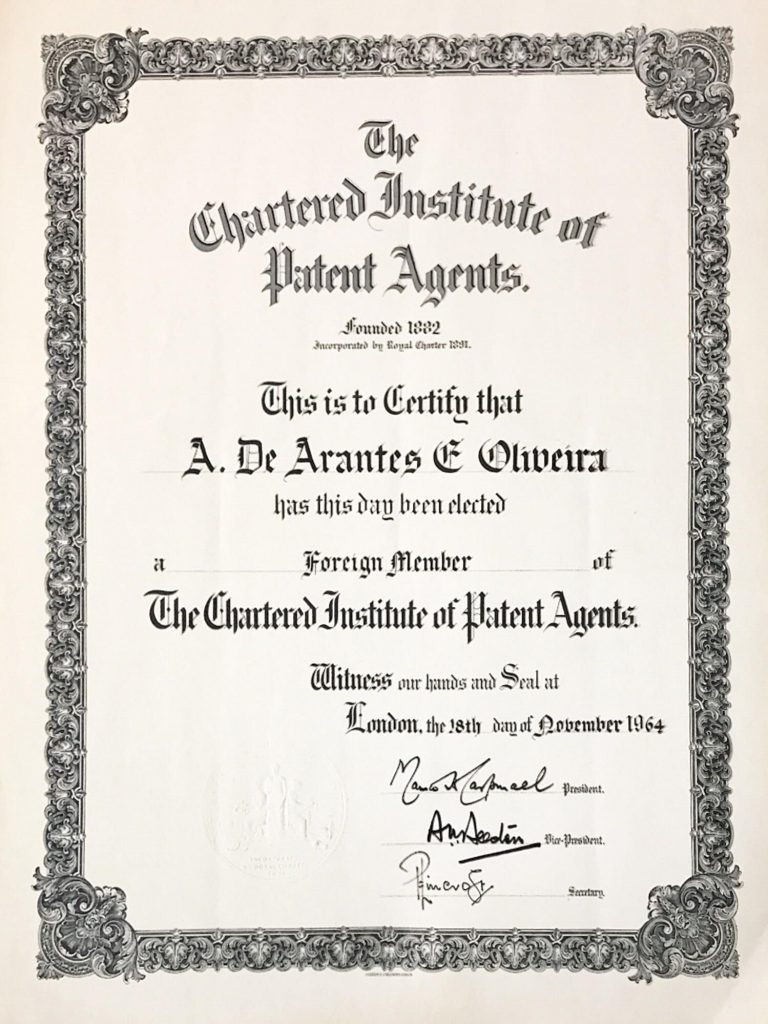 The
Chartered Institute of
Patent Agents.
Founded 1882
Incorporated by Royal Charter 1891.
This is to Certify that
A. De Arantes E Oliveira
has this day been elected
a Foreign Member of
The Chartered Institute of Patent Agents.
Witness our hands and Seal at
London, the 18th day of November 1964
President.
Vice-President.
Secretary.